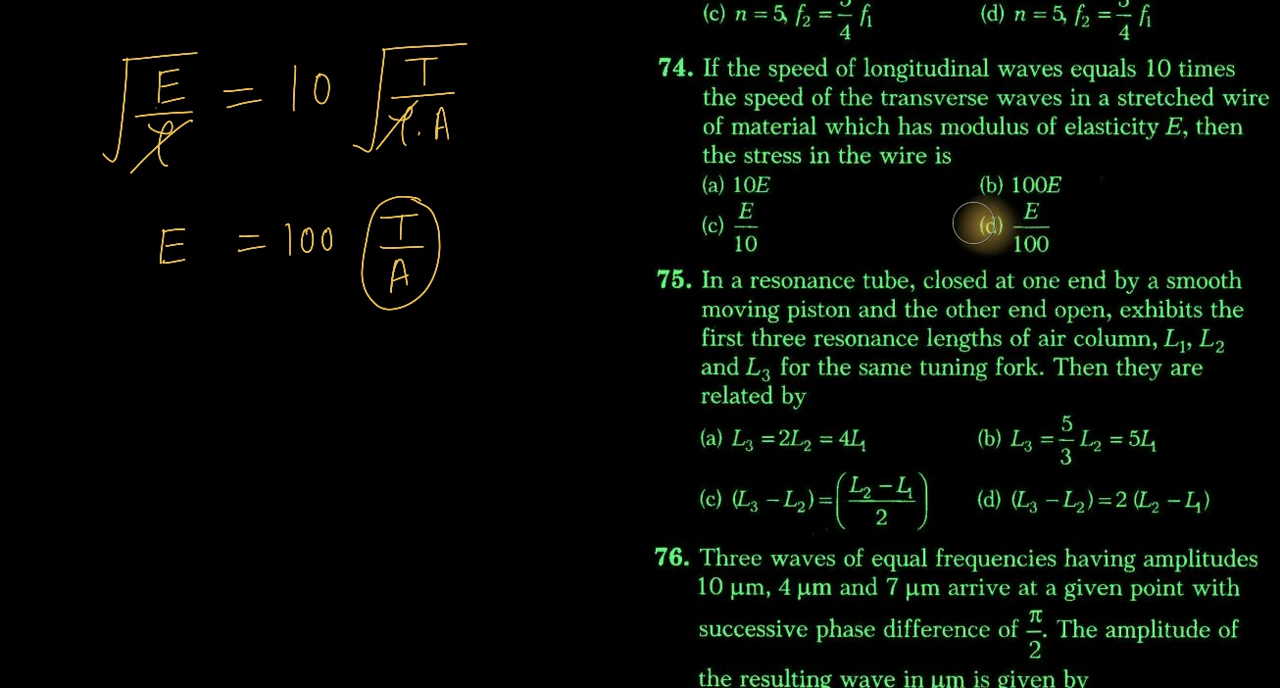 √(E/ρ) = 10 √(T/(ρ.A))
E = 100 T/A
(c) n = 5, f₂ = 5/4 f₁ (d) n = 5, f₂ = 3/4 f₁
74. If the speed of longitudinal waves equals 10 times
the speed of the transverse waves in a stretched wire
of material which has modulus of elasticity E, then
the stress in the wire is
(a) 10E (b) 100E
(c) E/10 (d) E/100
75. In a resonance tube, closed at one end by a smooth
moving piston and the other end open, exhibits the
first three resonance lengths of air column, L₁, L₂
and L₃ for the same tuning fork. Then they are
related by
(a) L₃ = 2L₂ = 4L₁ (b) L₃ = 5/3 L₂ = 5L₁
(c) (L₃ – L₂) = ((L₂ – L₁)/2) (d) (L₃ – L₂) = 2 (L₂ – L₁)
76. Three waves of equal frequencies having amplitudes
10 μm, 4 μm and 7 μm arrive at a given point with
successive phase difference of π/2. The amplitude of
the resulting wave in μm is given by